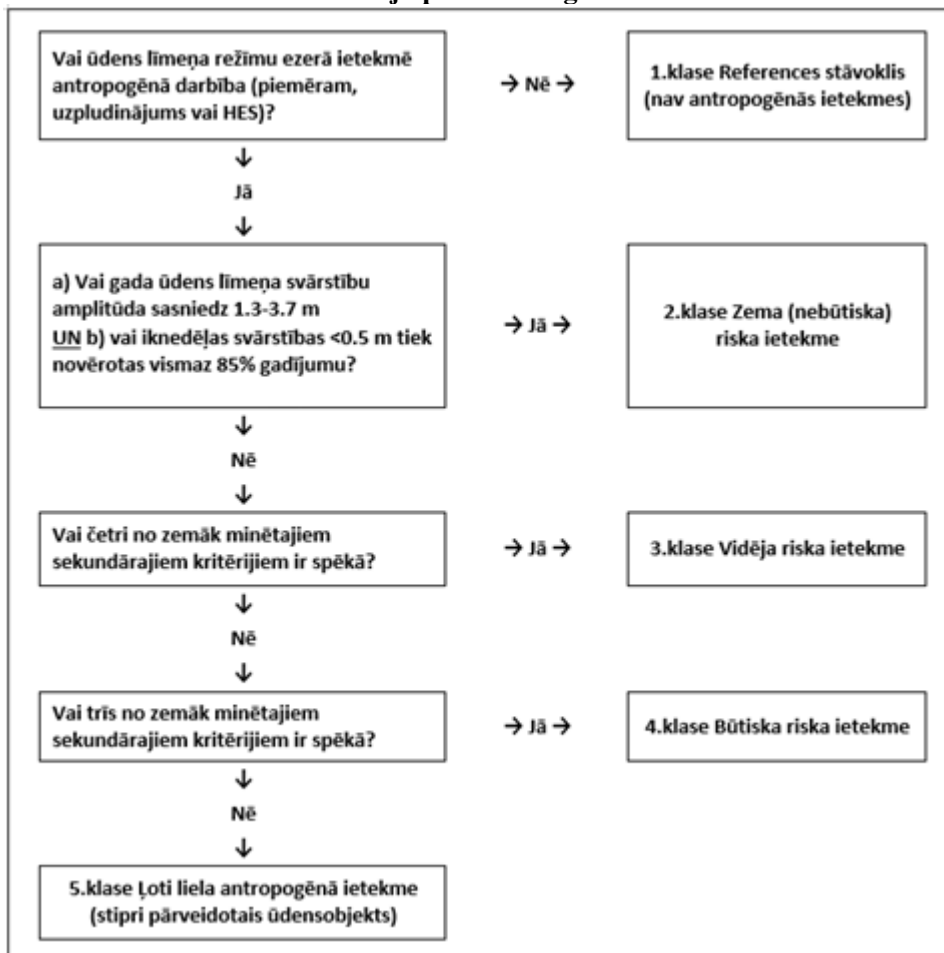 Vai ūdens līmeņa režīmu ezerā ietekmē
antropogēnā darbība (piemēram,
uzpludinājums vai HES)?
→ Nē →
1.klase References stāvoklis
(nav antropogēnās ietekmes)
↓
Jā
↓
a) Vai gada ūdens līmeņa svārstību
amplitūda sasniedz 1.3-3.7 m
UN b) vai iknedēļas svārstības <0.5 m tiek
novērotas vismaz 85% gadījumu?
→ Jā →
2.klase Zema (nebūtiska)
riska ietekme
↓
Nē
↓
Vai četri no zemāk minētajiem
sekundārajiem kritērijiem ir spēkā?
→ Jā →
3.klase Vidēja riska ietekme
↓
Nē
↓
Vai trīs no zemāk minētajiem
sekundārajiem kritērijiem ir spēkā?
→ Jā →
4.klase Būtiska riska ietekme
↓
Nē
↓
5.klase Ļoti liela antropogēnā ietekme
(stipri pārveidotais ūdensobjekts)